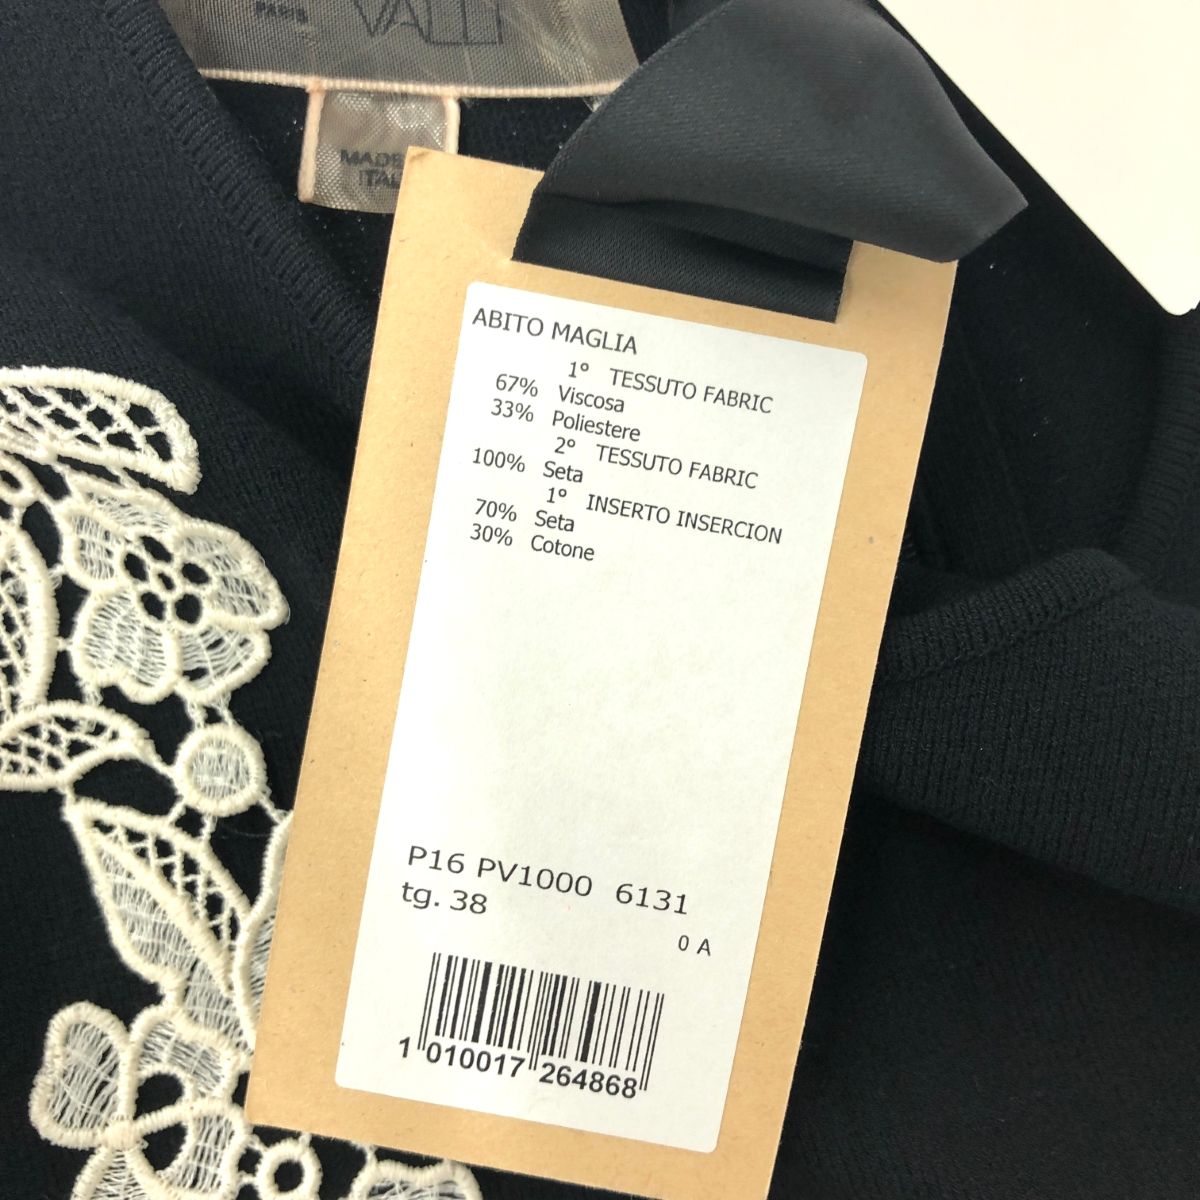 PARIS
VALLI
MADE
ITAL
ABITO MAGLIA
1° TESSUTO FABRIC
67% Viscosa
33% Poliestere
2° TESSUTO FABRIC
100% Seta
1° INSERTO INSERCION
70% Seta
30% Cotone
P16 PV1000 6131
tg. 38
0 A
1 010017 264868